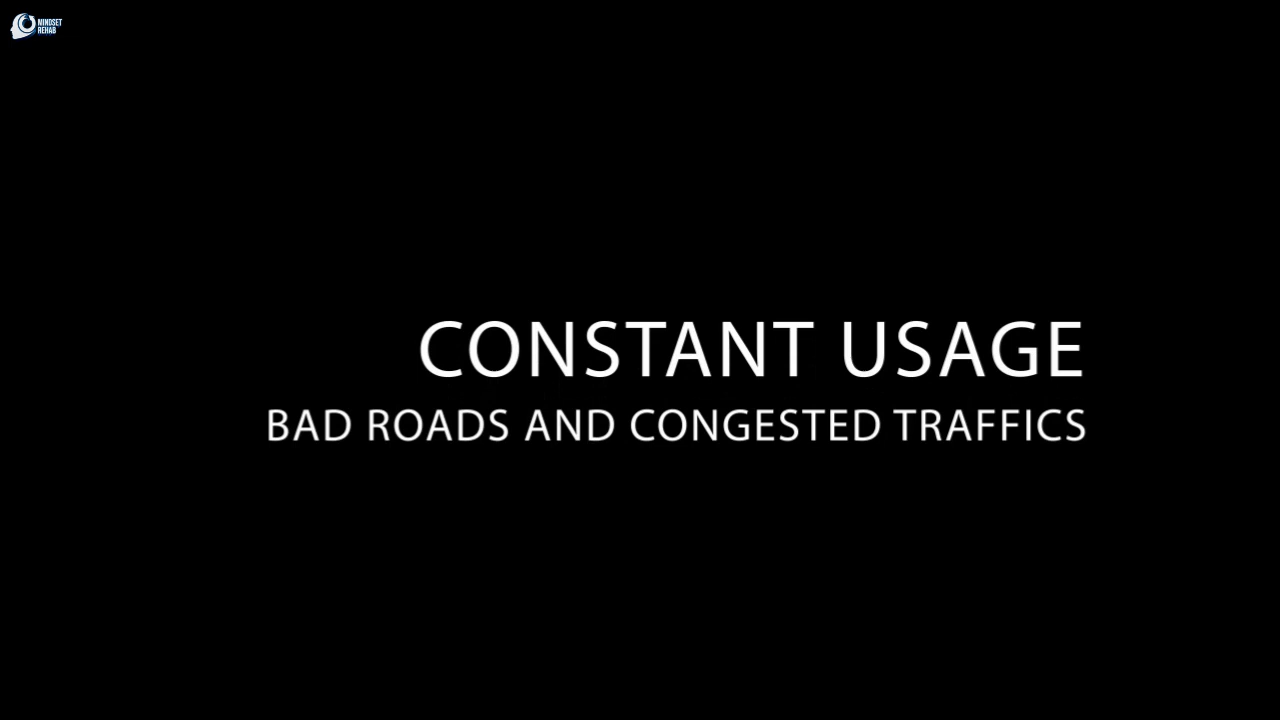 MINDSET
REHAB
CONSTANT USAGE
BAD ROADS AND CONGESTED TRAFFICS